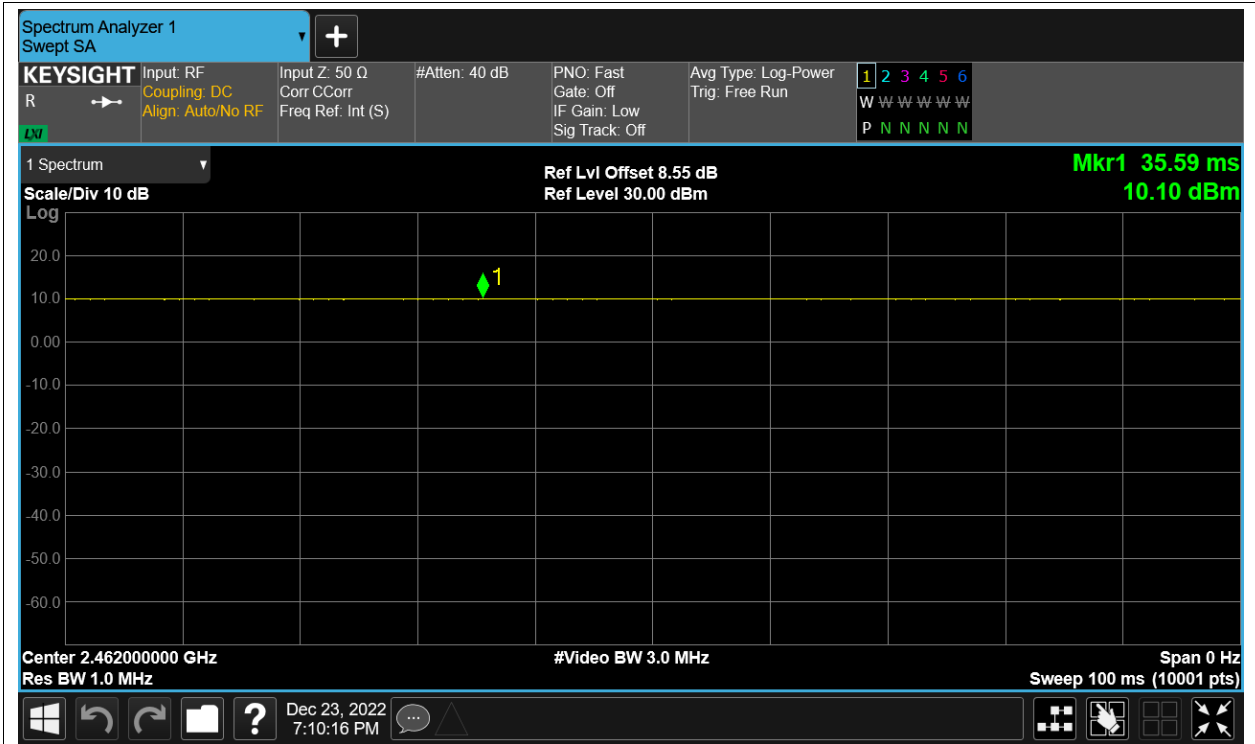 Spectrum Analyzer 1
Swept SA
+
KEYSIGHT
R
LXI
Input: RF
Coupling: DC
Align: Auto/No RF
Input Z: 50 Ω
Corr CCorr
Freq Ref: Int (S)
#Atten: 40 dB
PNO: Fast
Gate: Off
IF Gain: Low
Sig Track: Off
Avg Type: Log-Power
Trig: Free Run
1 2 3 4 5 6
W W W W W W
P N N N N N
1 Spectrum
Scale/Div 10 dB
Ref Lvl Offset 8.55 dB
Ref Level 30.00 dBm
Mkr1 35.59 ms
10.10 dBm
Log
20.0
1
10.0
0.00
-10.0
-20.0
-30.0
-40.0
-50.0
-60.0
Center 2.462000000 GHz
#Video BW 3.0 MHz
Span 0 Hz
Res BW 1.0 MHz
Sweep 100 ms (10001 pts)
?
Dec 23, 2022
7:10:16 PM